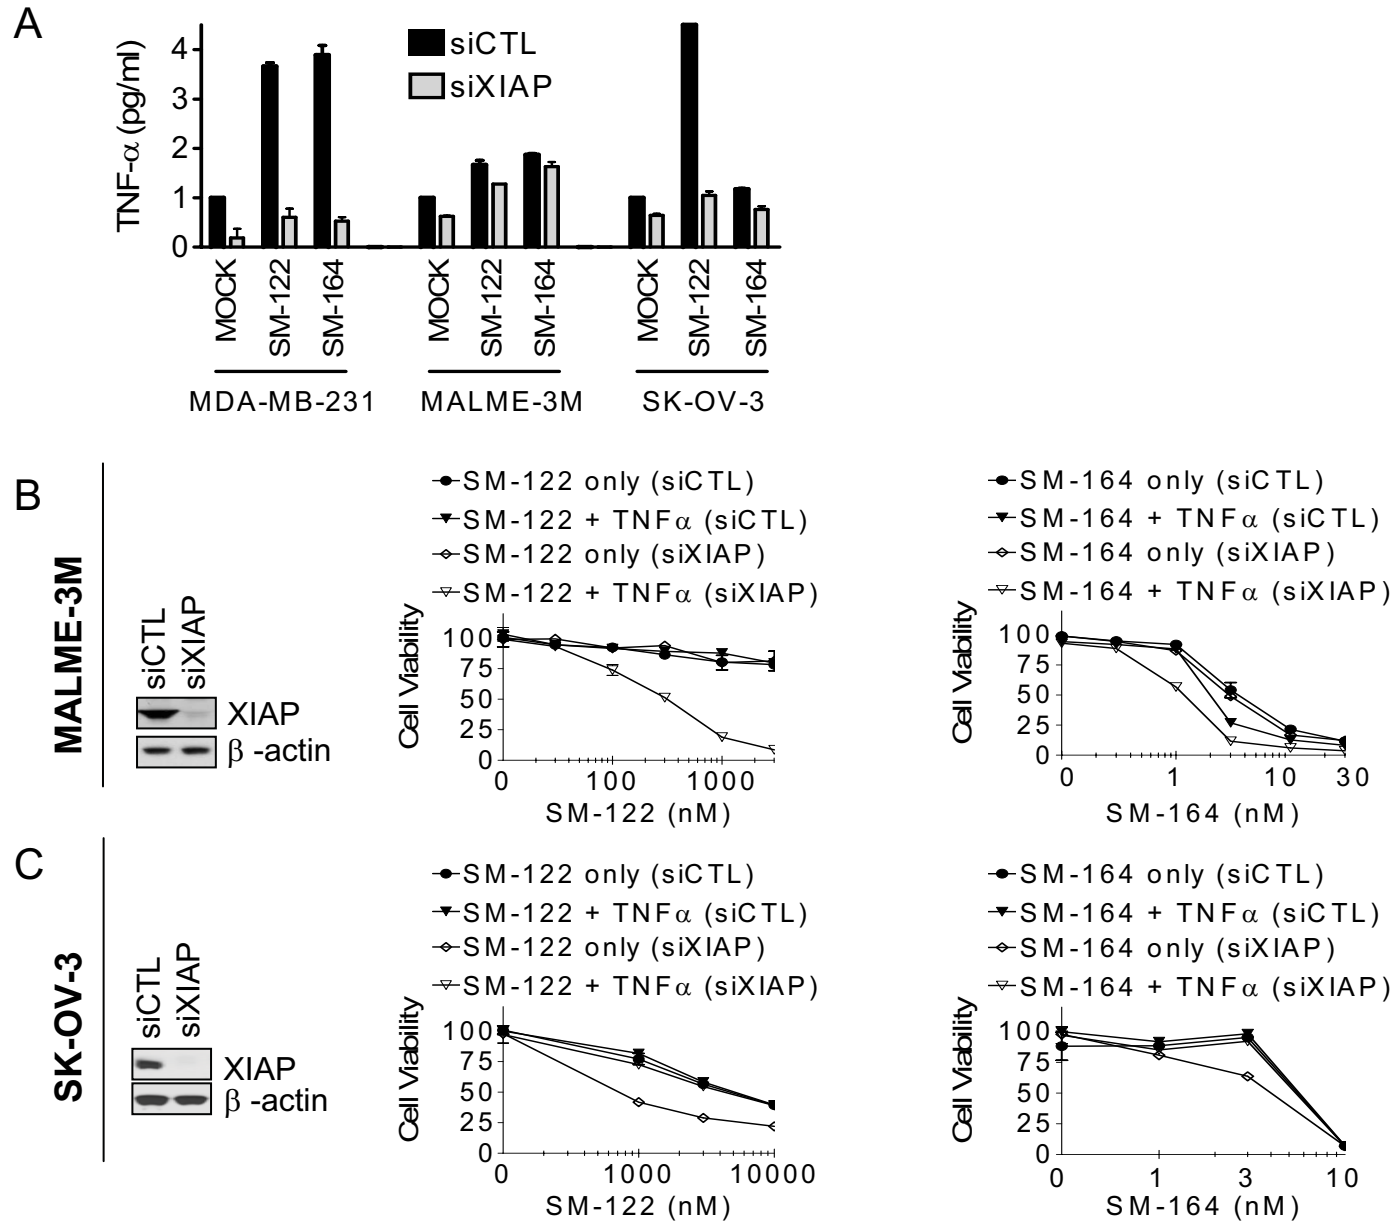 A
TNF-α (pg/ml)
4
3
2
1
0
siCTL
siXIAP
MOCK
SM-122
SM-164
MOCK
SM-122
SM-164
MOCK
SM-122
SM-164
MDA-MB-231
MALME-3M
SK-OV-3
B
MALME-3M
siCTL
siXIAP
XIAP
β -actin
SM-122 only (siCTL)
SM-122 + TNFα (siCTL)
SM-122 only (siXIAP)
SM-122 + TNFα (siXIAP)
Cell Viability
100
75
50
25
0
0 100 1000
SM-122 (nM)
SM-164 only (siCTL)
SM-164 + TNFα (siCTL)
SM-164 only (siXIAP)
SM-164 + TNFα (siXIAP)
Cell Viability
100
75
50
25
0
0 1 10 30
SM-164 (nM)
C
SK-OV-3
siCTL
siXIAP
XIAP
β -actin
SM-122 only (siCTL)
SM-122 + TNFα (siCTL)
SM-122 only (siXIAP)
SM-122 + TNFα (siXIAP)
Cell Viability
100
75
50
25
0
0 1000 10000
SM-122 (nM)
SM-164 only (siCTL)
SM-164 + TNFα (siCTL)
SM-164 only (siXIAP)
SM-164 + TNFα (siXIAP)
Cell Viability
100
75
50
25
0
0 1 3 10
SM-164 (nM)